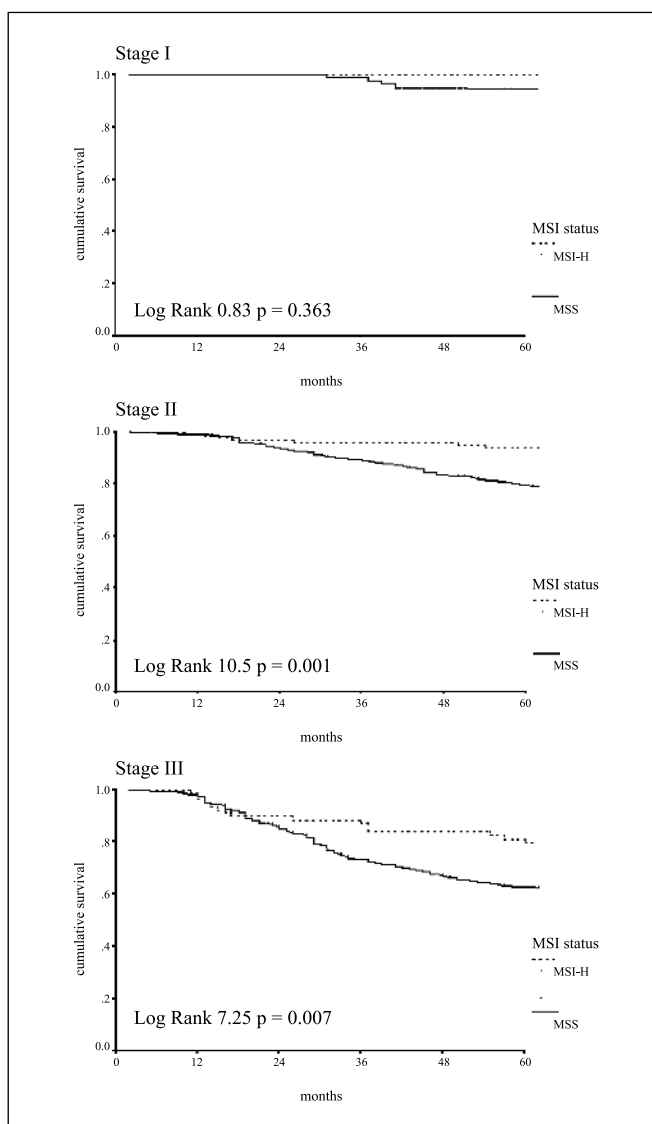 Stage I
1.0
.8
.6
.4
.2
0.0
cumulative survival
MSI status
MSI-H
MSS
Log Rank 0.83 p = 0.363
0 12 24 36 48 60
months
Stage II
1.0
.8
.6
.4
.2
0.0
cumulative survival
MSI status
MSI-H
MSS
Log Rank 10.5 p = 0.001
0 12 24 36 48 60
months
Stage III
1.0
.8
.6
.4
.2
0.0
cumulative survival
MSI status
MSI-H
MSS
Log Rank 7.25 p = 0.007
0 12 24 36 48 60
months